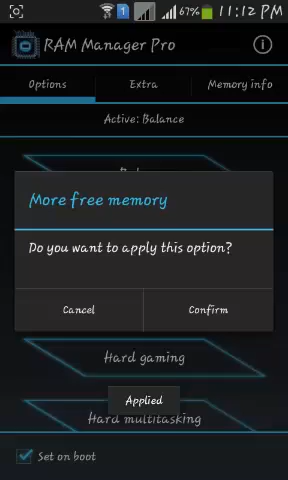 1 67% 11:12 PM
RAM Manager Pro
Options Extra Memory info
Active: Balance
More free memory
Do you want to apply this option?
Cancel Confirm
Hard gaming
Applied
Hard multitasking
Set on boot